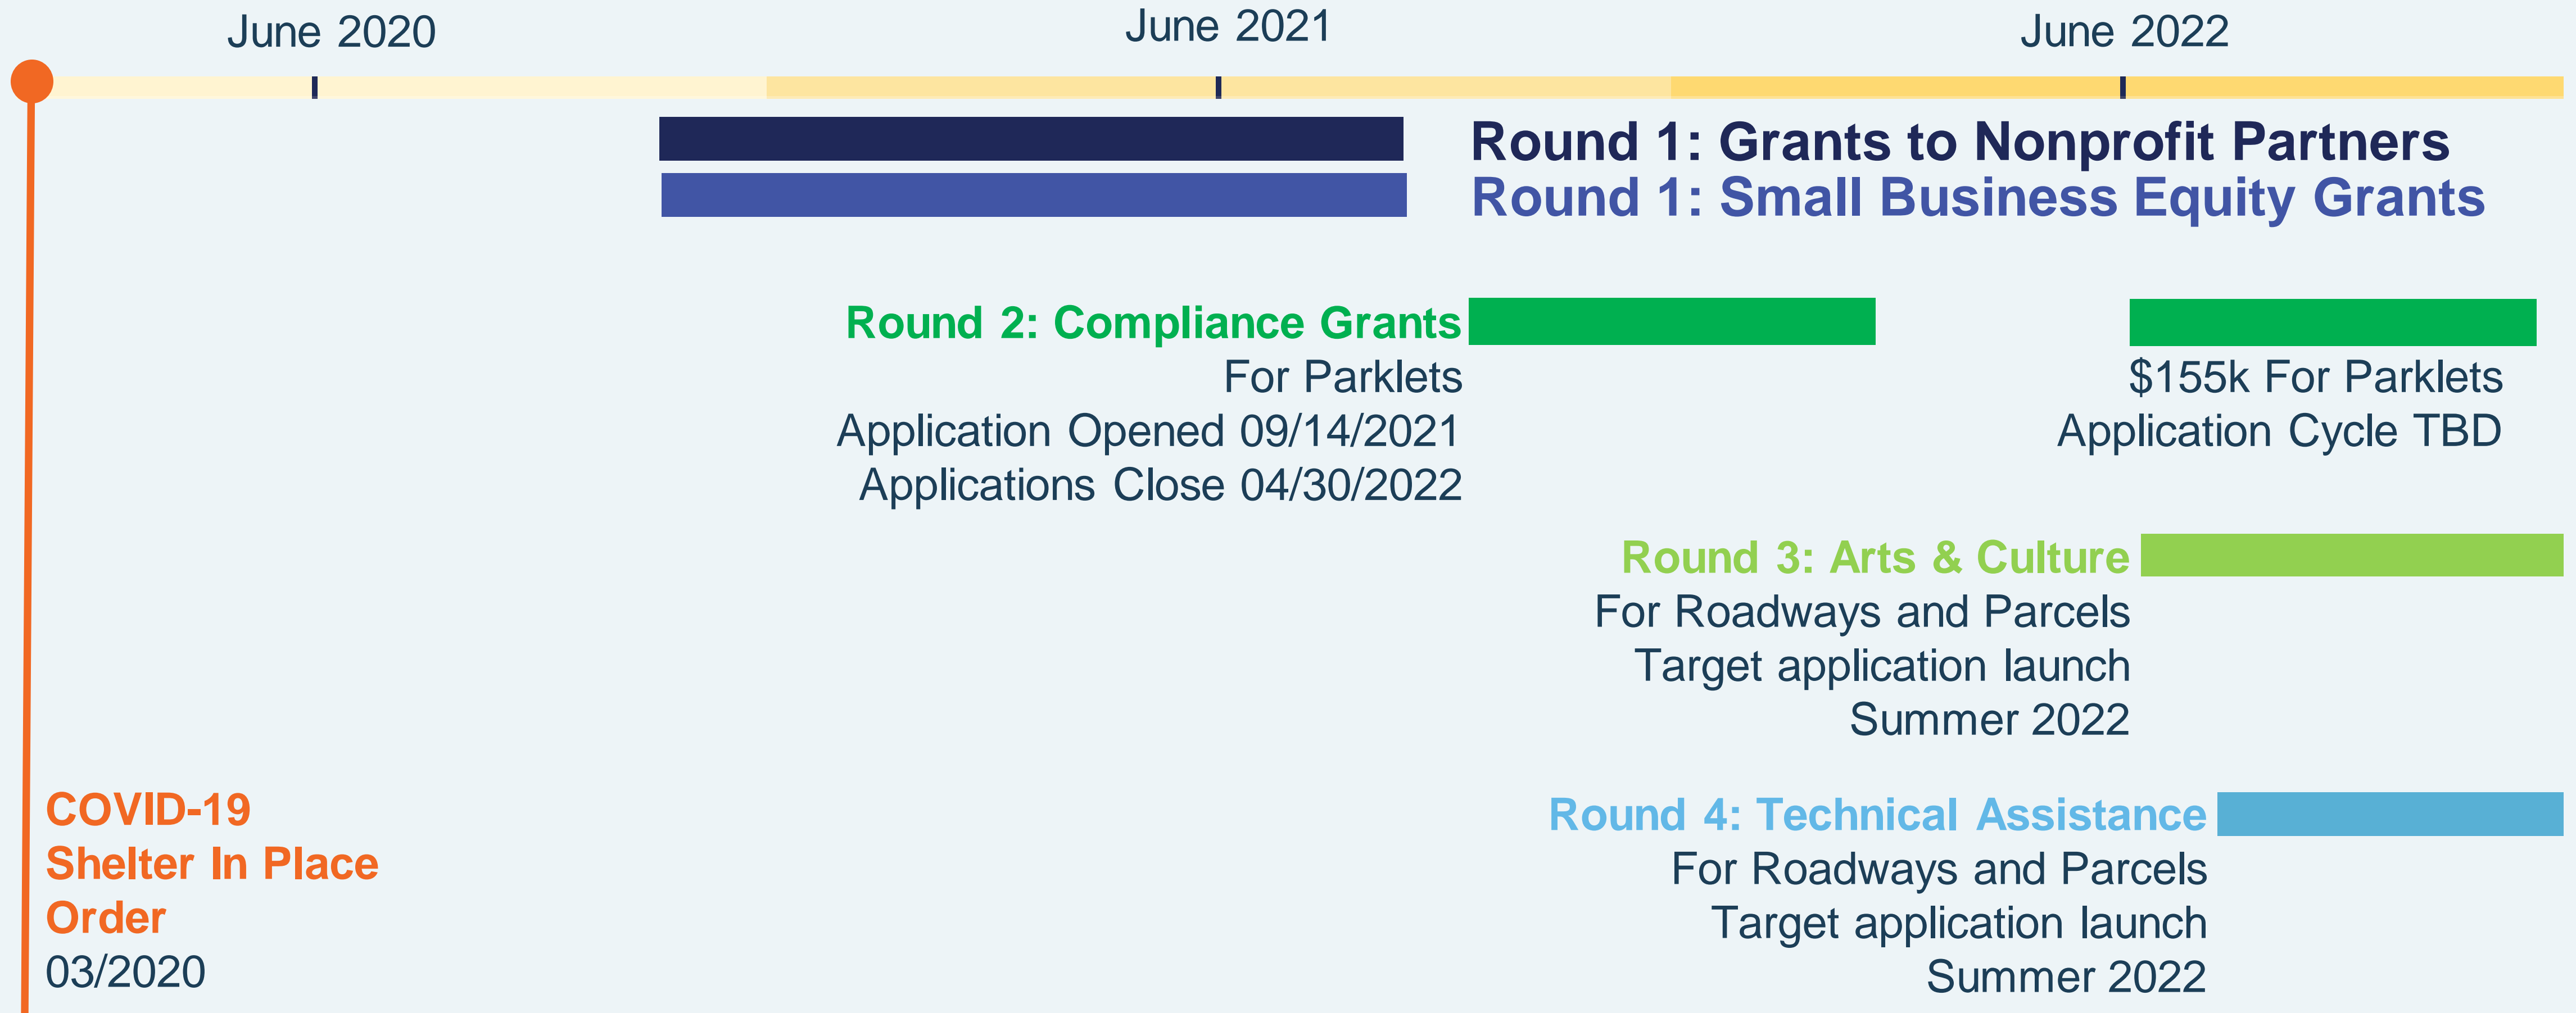 June 2020
June 2021
June 2022
Round 1: Grants to Nonprofit Partners
Round 1: Small Business Equity Grants
Round 2: Compliance Grants
For Parklets
Application Opened 09/14/2021
Applications Close 04/30/2022
$155k For Parklets
Application Cycle TBD
Round 3: Arts & Culture
For Roadways and Parcels
Target application launch
Summer 2022
COVID-19
Shelter In Place
Order
03/2020
Round 4: Technical Assistance
For Roadways and Parcels
Target application launch
Summer 2022